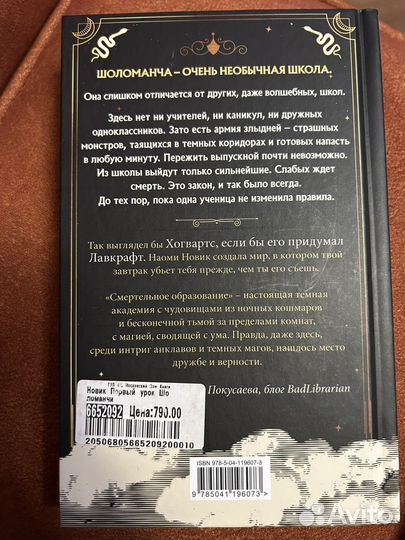 ШОЛОМАНЧА – ОЧЕНЬ НЕОБЫЧНАЯ ШКОЛА.
Она слишком отличается от других, даже волшебных, школ.
Здесь нет ни учителей, ни каникул, ни дружных
одноклассников. Зато есть армия злыдней – страшных
монстров, таящихся в темных коридорах и готовых напасть
в любую минуту. Пережить выпускной почти невозможно.
Из школы выйдут только сильнейшие. Слабых ждет
смерть. Это закон, и так было всегда.
До тех пор, пока одна ученица не изменила правила.
Так выглядел бы Хогвартс, если бы его придумал
Лавкрафт. Наоми Новик создала мир, в котором твой
завтрак убьет тебя прежде, чем ты его съешь.
«Смертельное образование» – настоящая темная
академия с чудовищами из ночных кошмаров
и бесконечной тьмой за пределами комнат,
с магией, сводящей с ума. Правда, даже здесь,
среди интриг анклавов и темных магов, нашлось место
дружбе и верности.
Покусаева, блог BadLibrarian
Московский Дом Книги
Новик Первый урок Шо
ломанчи
6652092 Цена:790.00
2050680566520920010
ISBN 978-5-04-119607-3
9 785041 196073 >
Avito